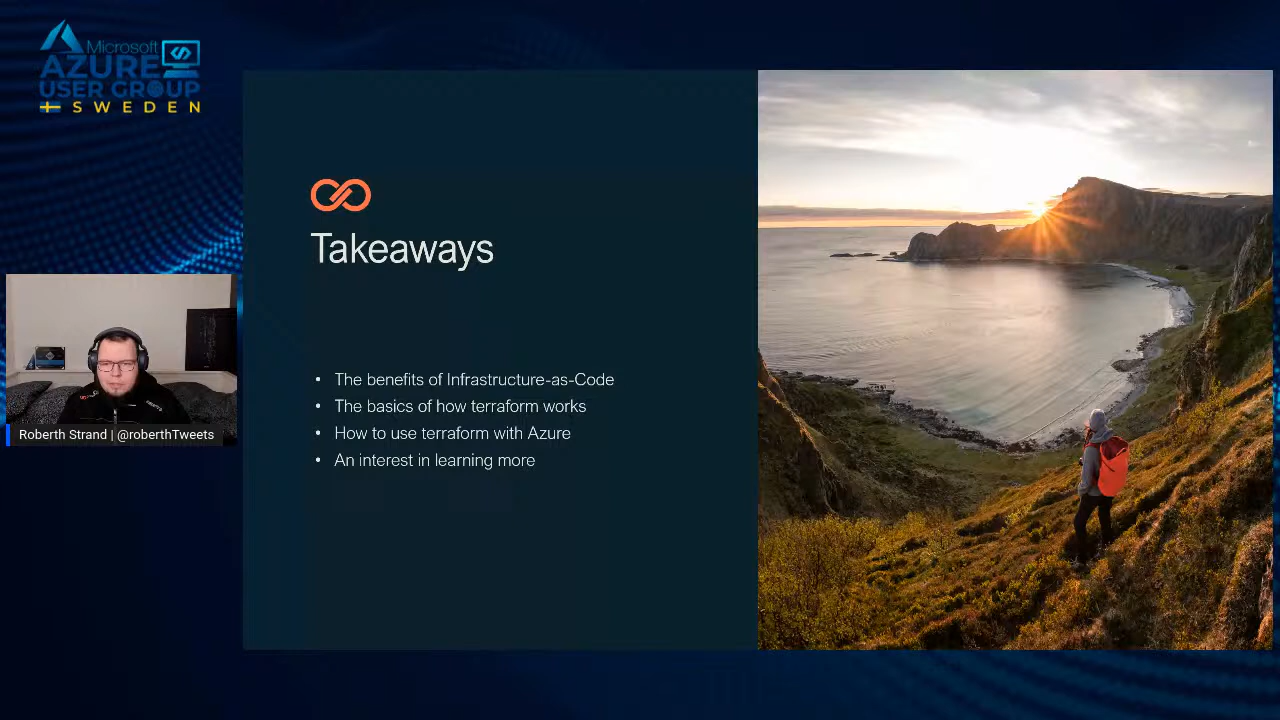 Microsoft
AZURE
USER GROUP
SWEDEN
Takeaways
• The benefits of Infrastructure-as-Code
• The basics of how terraform works
• How to use terraform with Azure
• An interest in learning more
Roberth Strand | @roberthTweets